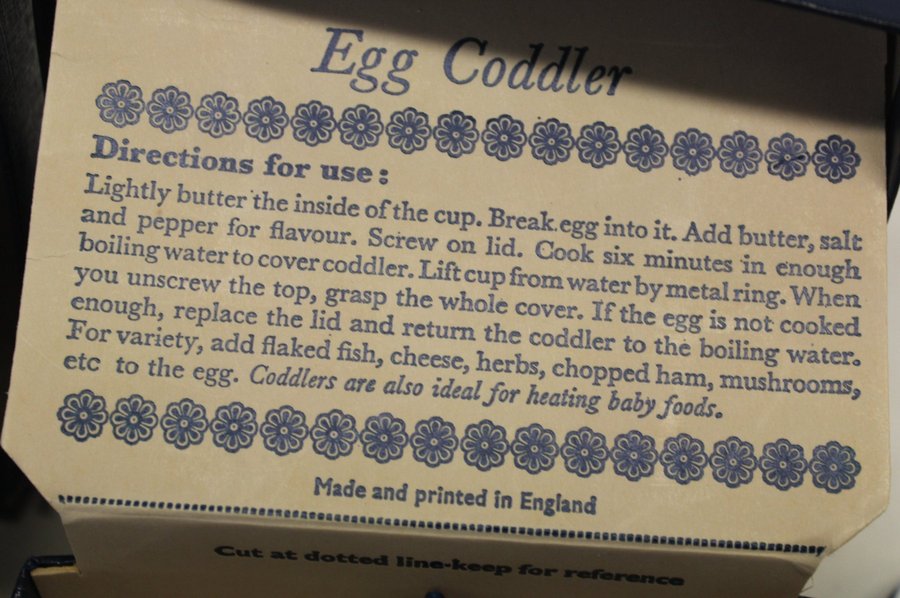 Egg Coddler
Directions for use:
Lightly butter the inside of the cup. Break egg into it. Add butter, salt
and pepper for flavour. Screw on lid. Cook six minutes in enough
boiling water to cover coddler. Lift cup from water by metal ring. When
you unscrew the top, grasp the whole cover. If the egg is not cooked
enough, replace the lid and return the coddler to the boiling water.
For variety, add flaked fish, cheese, herbs, chopped ham, mushrooms,
etc to the egg. Coddlers are also ideal for heating baby foods.
Made and printed in England
Cut at dotted line-keep for reference